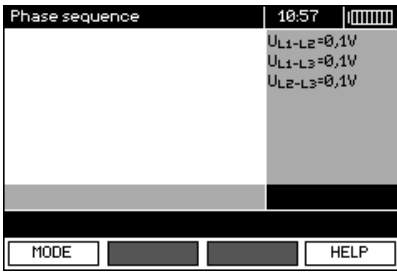 Phase sequence 10:57
UL1-L2=0,1V
UL1-L3=0,1V
UL2-L3=0,1V
MODE HELP